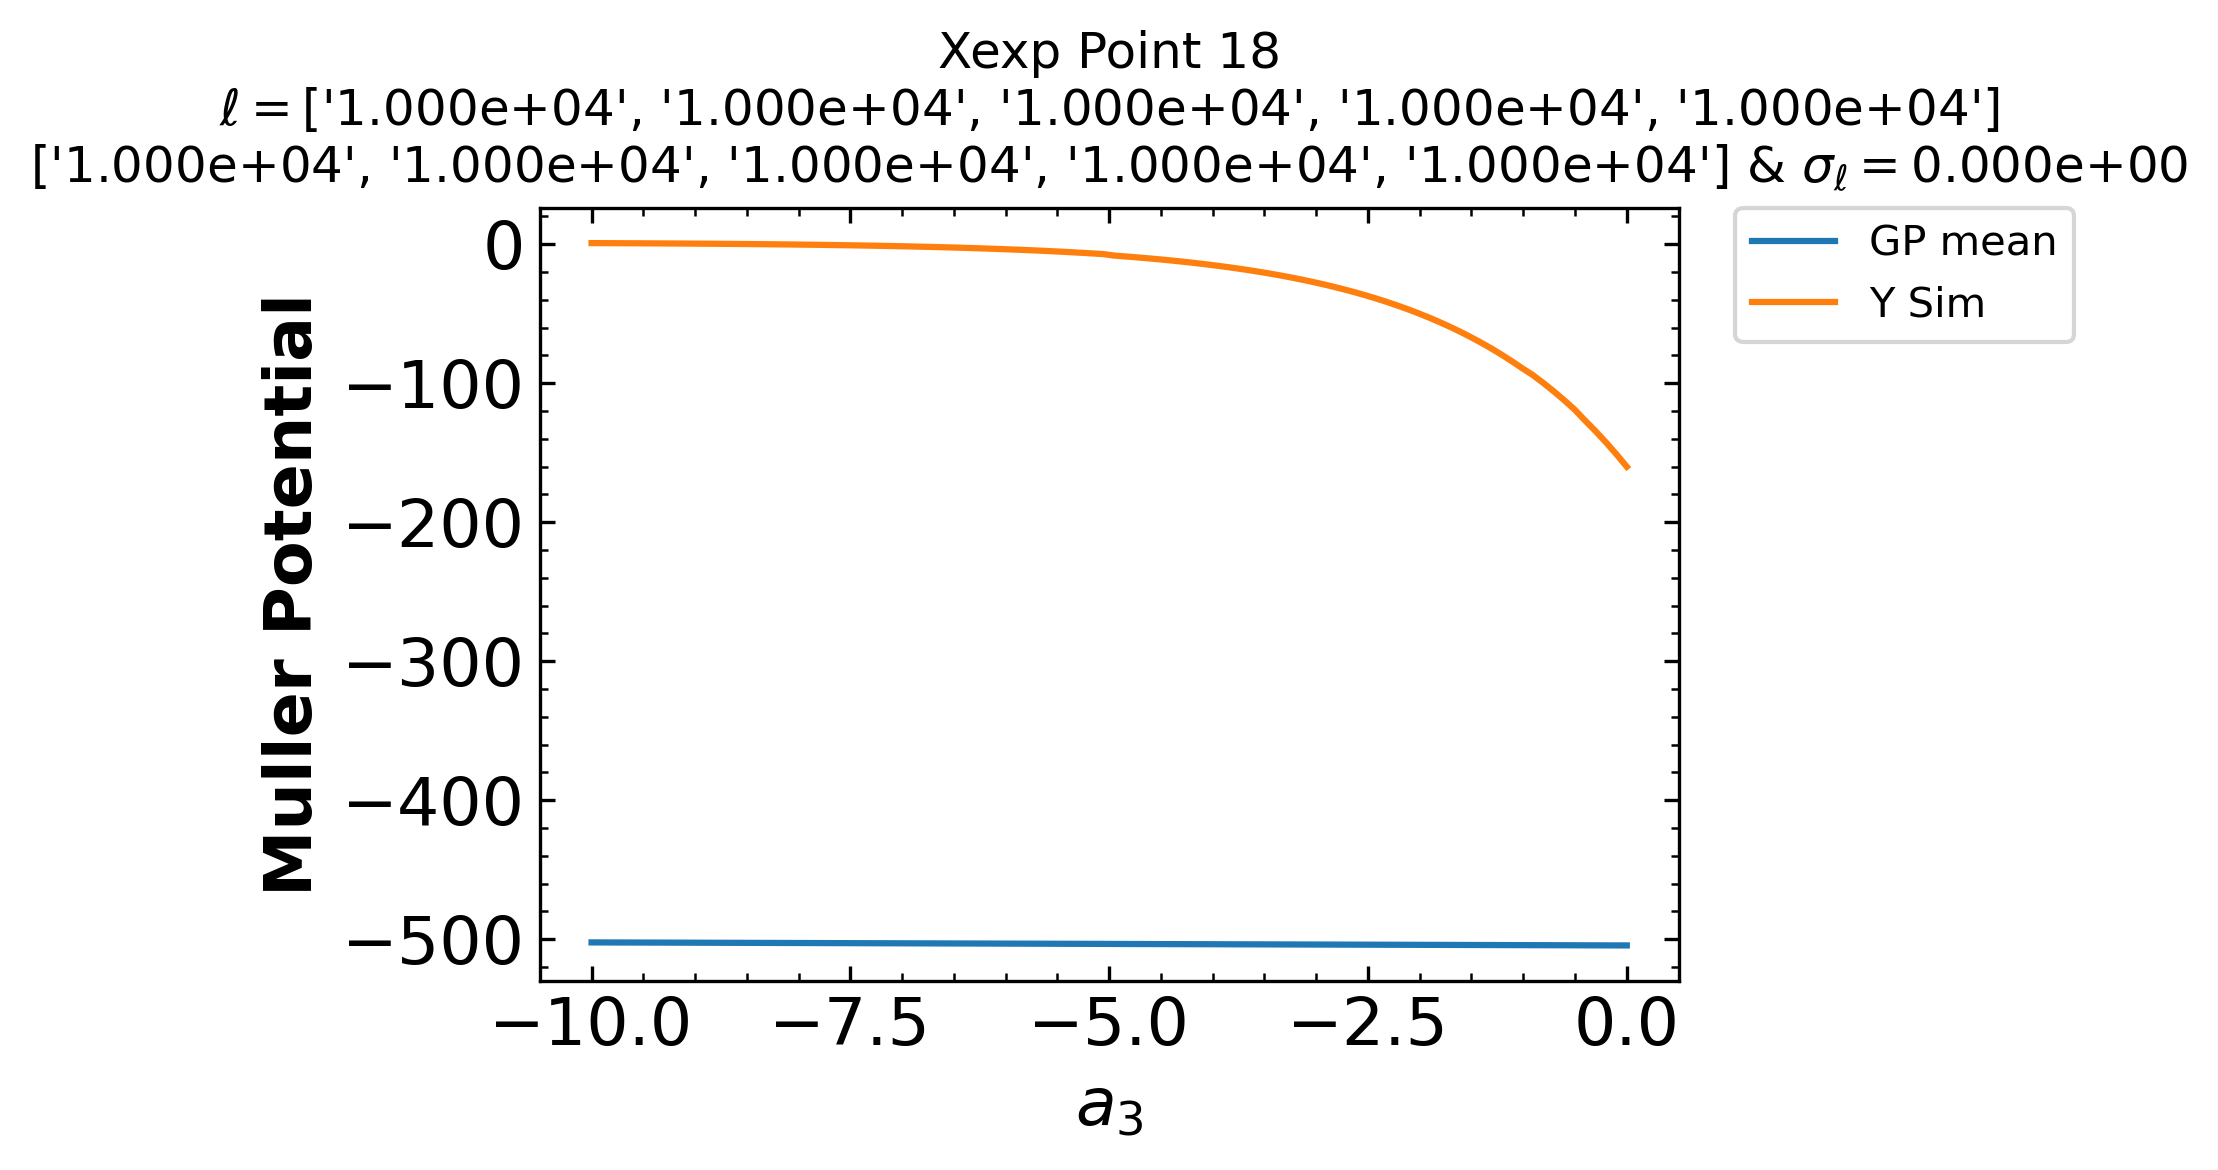 Xexp Point 18
ℓ = ['1.000e+04', '1.000e+04', '1.000e+04', '1.000e+04', '1.000e+04']
['1.000e+04', '1.000e+04', '1.000e+04', '1.000e+04', '1.000e+04'] & σℓ = 0.000e+00
GP mean
Y Sim
Muller Potential
0
−100
−200
−300
−400
−500
−10.0 −7.5 −5.0 −2.5 0.0
a₃